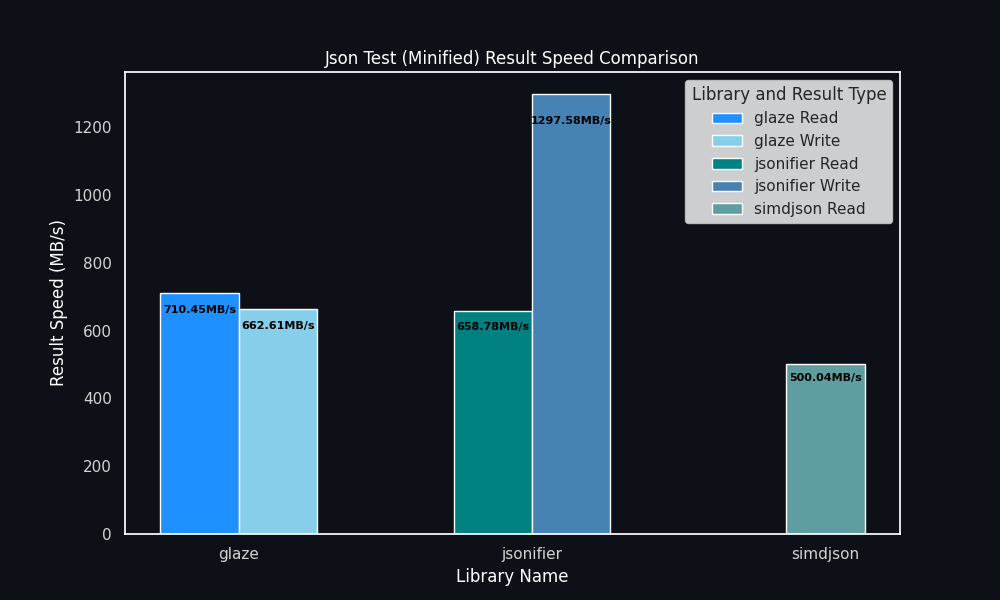 Json Test (Minified) Result Speed Comparison
Library and Result Type
glaze Read
glaze Write
jsonifier Read
jsonifier Write
simdjson Read
Result Speed (MB/s)
1200
1000
800
600
400
200
0
710.45MB/s
662.61MB/s
658.78MB/s
1297.58MB/s
500.04MB/s
glaze
jsonifier
simdjson
Library Name